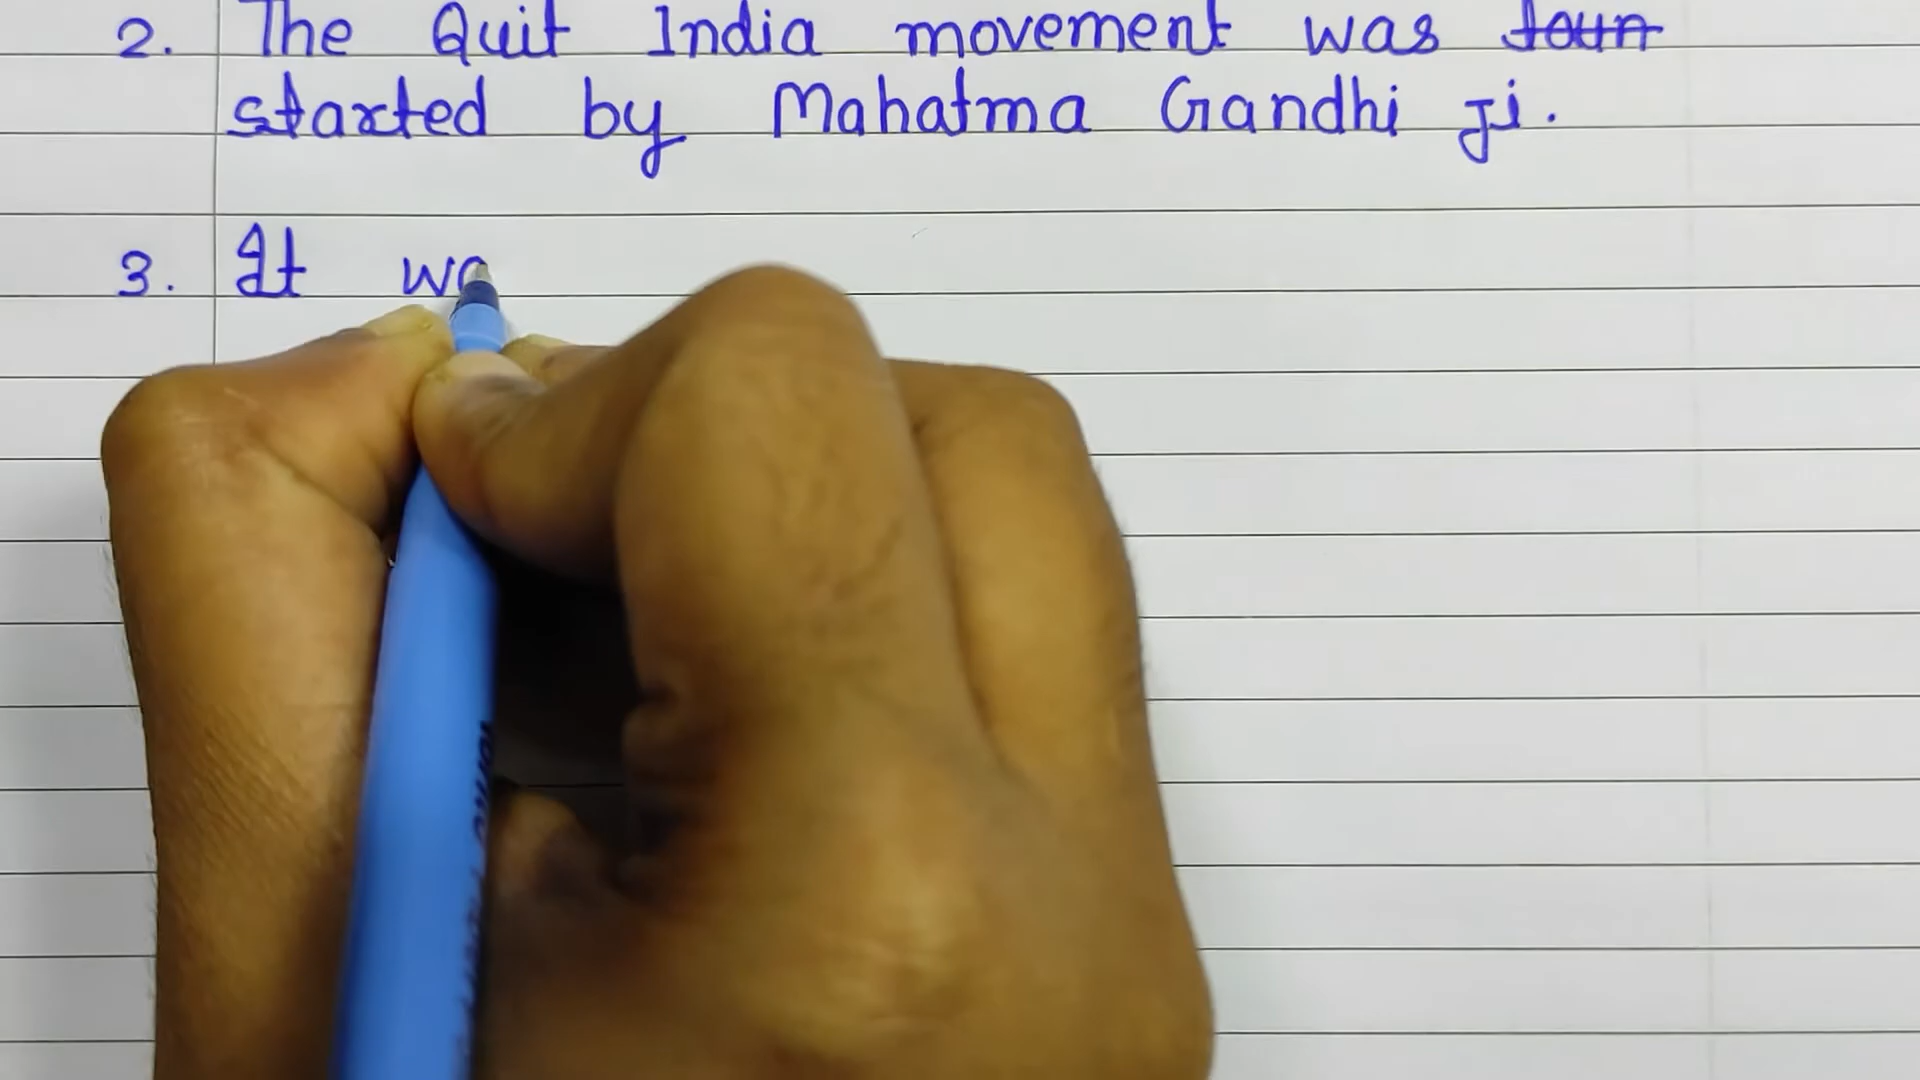 2. The Quit India movement was
started by Mahatma Gandhi Ji.
3. It wa